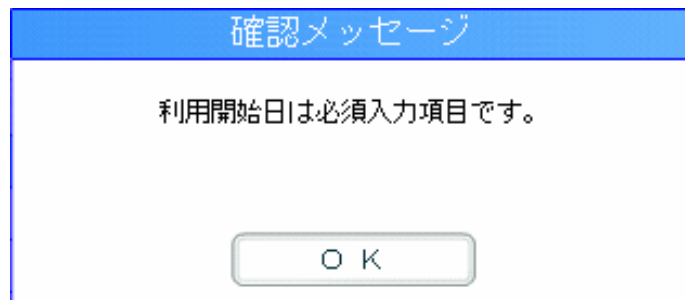 確認メッセージ
利用開始日は必須入力項目です。
ＯＫ